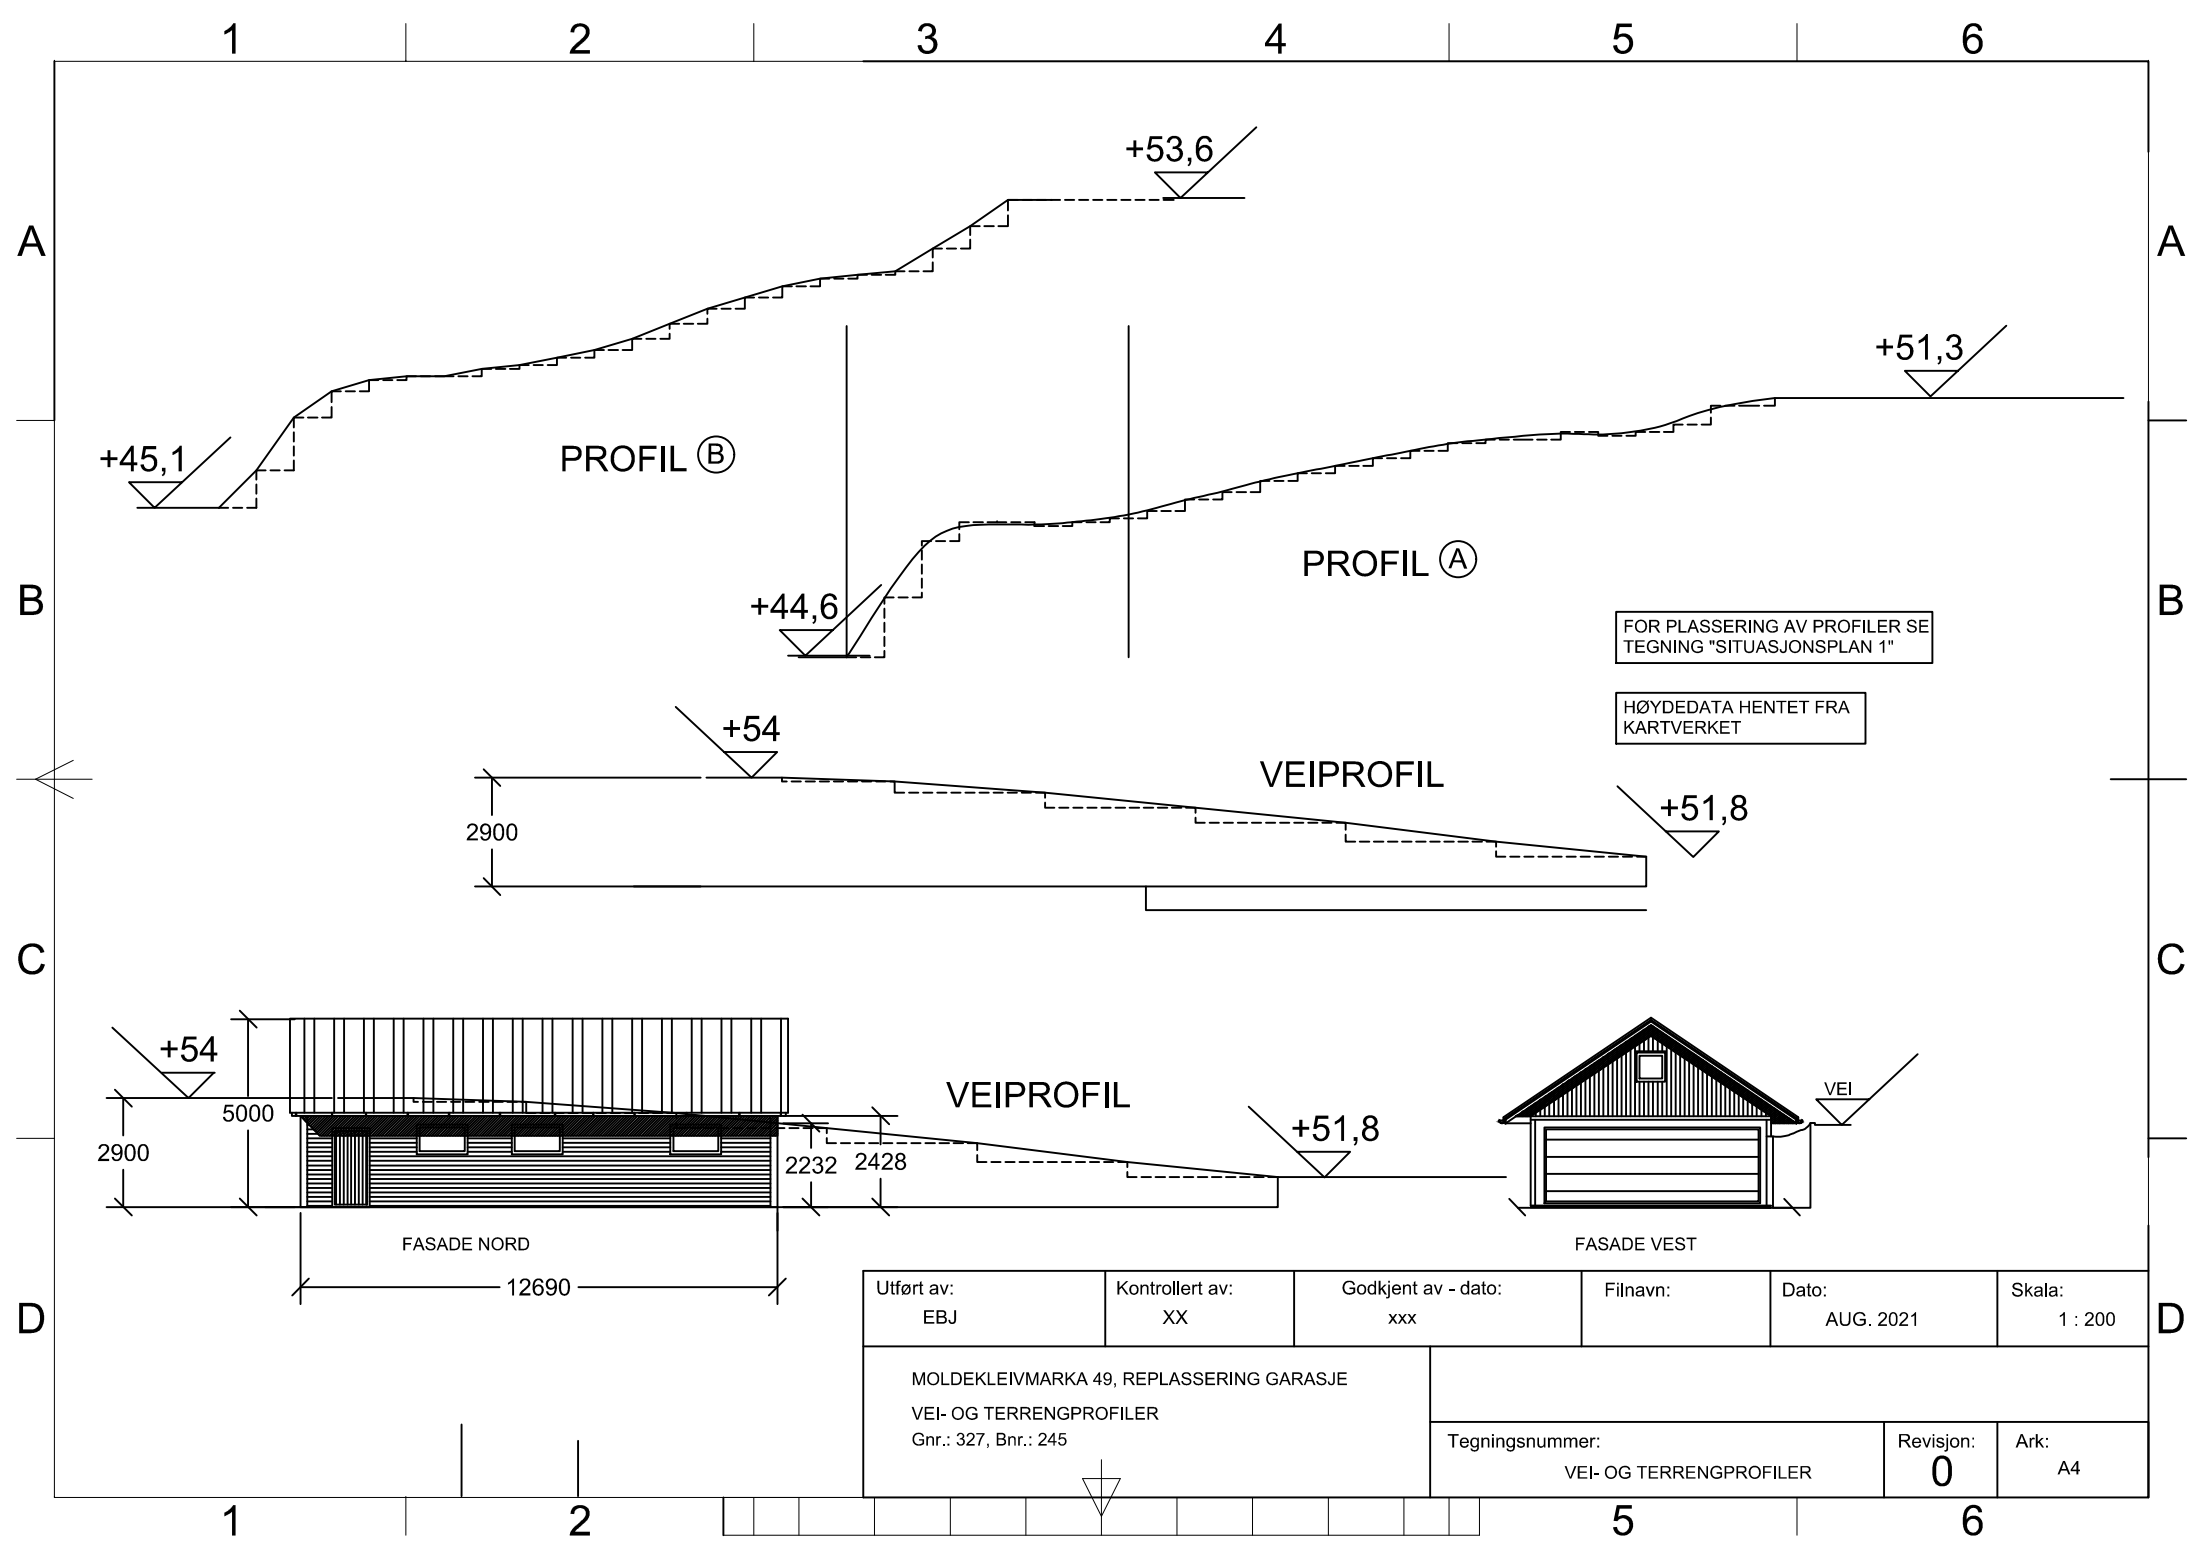 1 2 3 4 5 6
+53,6
A A
+51,3
+45,1
PROFIL B
PROFIL A
+44,6
B B
FOR PLASSERING AV PROFILER SE
TEGNING "SITUASJONSPLAN 1"
HØYDEDATA HENTET FRA
KARTVERKET
+54
VEIPROFIL
+51,8
2900
C C
+54
5000
2900
VEIPROFIL
+51,8
VEI
2232 2428
FASADE NORD
FASADE VEST
12690
D D
Utført av:
EBJ
Kontrollert av:
XX
Godkjent av - dato:
xxx
Filnavn:
Dato:
AUG. 2021
Skala:
1 : 200
MOLDEKLEIVMARKA 49, REPLASSERING GARASJE
VEI- OG TERRENGPROFILER
Gnr.: 327, Bnr.: 245
Tegningsnummer:
VEI- OG TERRENGPROFILER
Revisjon:
0
Ark:
A4
1 2 5 6